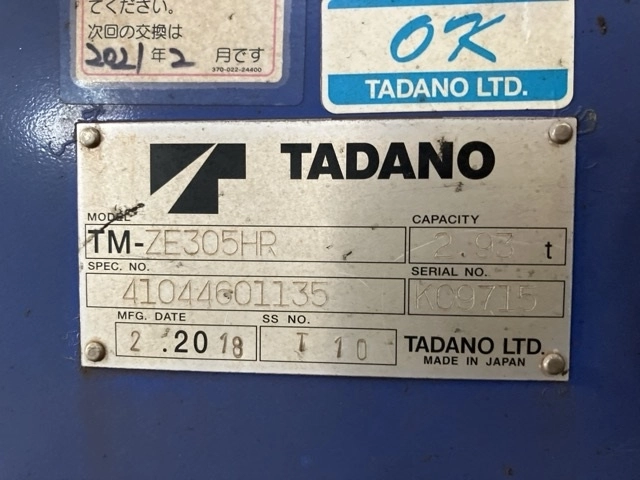 てください。
次回の交換は
2021年2月です
370-022-24400
OK
TADANO LTD.
TADANO
MODEL
CAPACITY
TM-ZE305HR
2.93 t
SPEC. NO.
SERIAL NO.
41044601135
K09715
MFG. DATE
SS NO.
2 .20 18
T 10
TADANO LTD.
MADE IN JAPAN